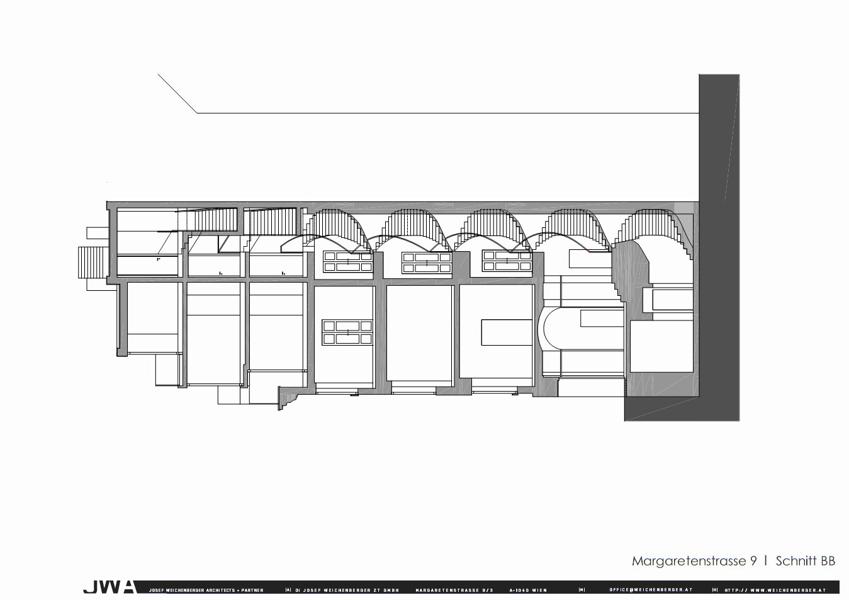 Margaretenstrasse 9 | Schnitt BB
JWA JOSEF WEICHENBERGER ARCHITECTS + PARTNER [A] DI JOSEF WEICHENBERGER ZT GMBH MARGARETENSTRASSE 9/3 A-1040 WIEN [M] OFFICE@WEICHENBERGER.AT [H] HTTP:// WWW.WEICHENBERGER.AT